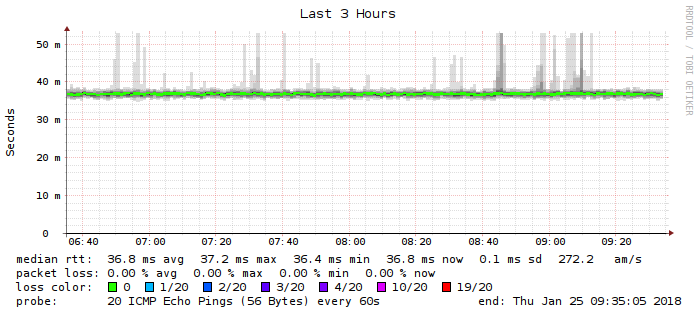 Last 3 Hours
RRDTOOL / TOBI OETIKER
Seconds
50 m
40 m
30 m
20 m
10 m
0
06:40 07:00 07:20 07:40 08:00 08:20 08:40 09:00 09:20
median rtt: 36.8 ms avg 37.2 ms max 36.4 ms min 36.8 ms now 0.1 ms sd 272.2 am/s
packet loss: 0.00 % avg 0.00 % max 0.00 % min 0.00 % now
loss color: 0 1/20 2/20 3/20 4/20 10/20 19/20
probe: 20 ICMP Echo Pings (56 Bytes) every 60s end: Thu Jan 25 09:35:05 2018